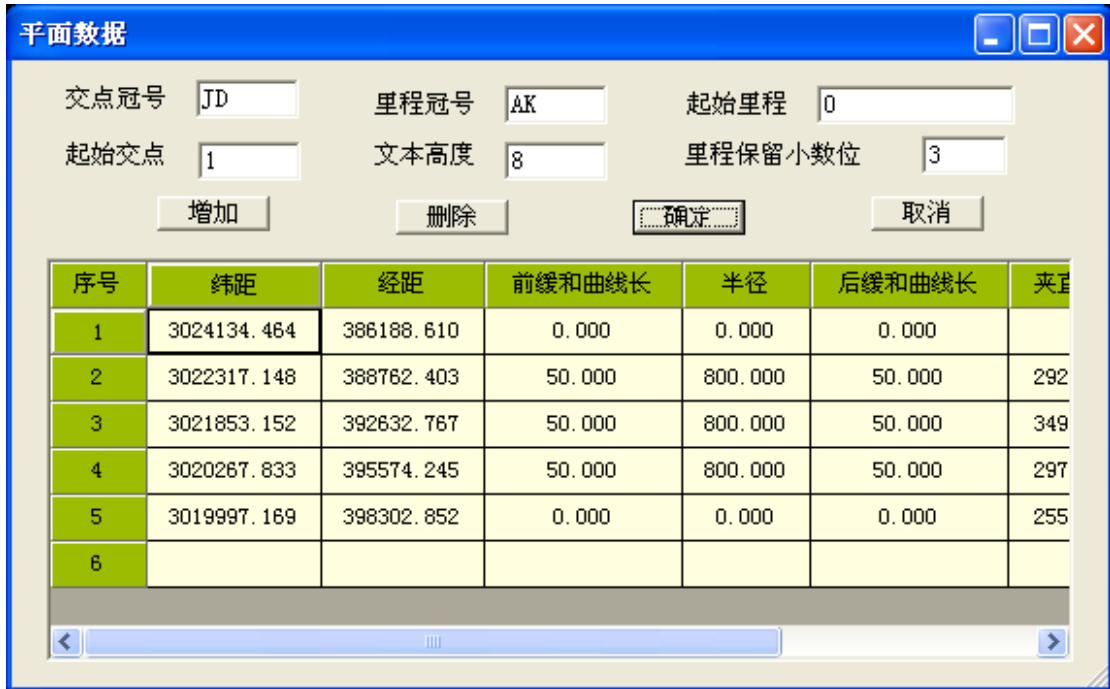 平面数据
交点冠号 JD 里程冠号 AK 起始里程 0
起始交点 1 文本高度 8 里程保留小数位 3
增加 删除 确定 取消
序号 纬距 经距 前缓和曲线长 半径 后缓和曲线长 夹直
1 3024134.464 386188.610 0.000 0.000 0.000
2 3022317.148 388762.403 50.000 800.000 50.000 292
3 3021853.152 392632.767 50.000 800.000 50.000 349
4 3020267.833 395574.245 50.000 800.000 50.000 297
5 3019997.169 398302.852 0.000 0.000 0.000 255
6